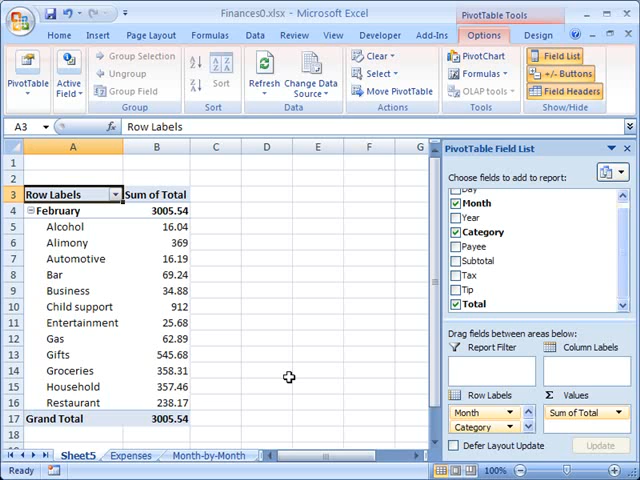 Finances0.xlsx - Microsoft Excel
PivotTable Tools
Home Insert Page Layout Formulas Data Review View Developer Add-Ins Options Design
PivotTable
Active Field
Group Selection
Ungroup
Group Field
Group
Sort
Sort
Refresh
Change Data Source
Data
Clear
Select
Move PivotTable
Actions
PivotChart
Formulas
OLAP tools
Tools
Field List
+/- Buttons
Field Headers
Show/Hide
A3 fx Row Labels
A B C D E F G
1
2
3 Row Labels Sum of Total
4 February 3005.54
5 Alcohol 16.04
6 Alimony 369
7 Automotive 16.19
8 Bar 69.24
9 Business 34.88
10 Child support 912
11 Entertainment 25.68
12 Gas 62.89
13 Gifts 545.68
14 Groceries 358.31
15 Household 357.46
16 Restaurant 238.17
17 Grand Total 3005.54
18
Sheet5 Expenses Month-by-Month
Ready
100%
PivotTable Field List
Choose fields to add to report:
Day
Month
Year
Category
Payee
Subtotal
Tax
Tip
Total
Drag fields between areas below:
Report Filter
Column Labels
Row Labels
Σ Values
Month
Category
Sum of Total
Defer Layout Update
Update